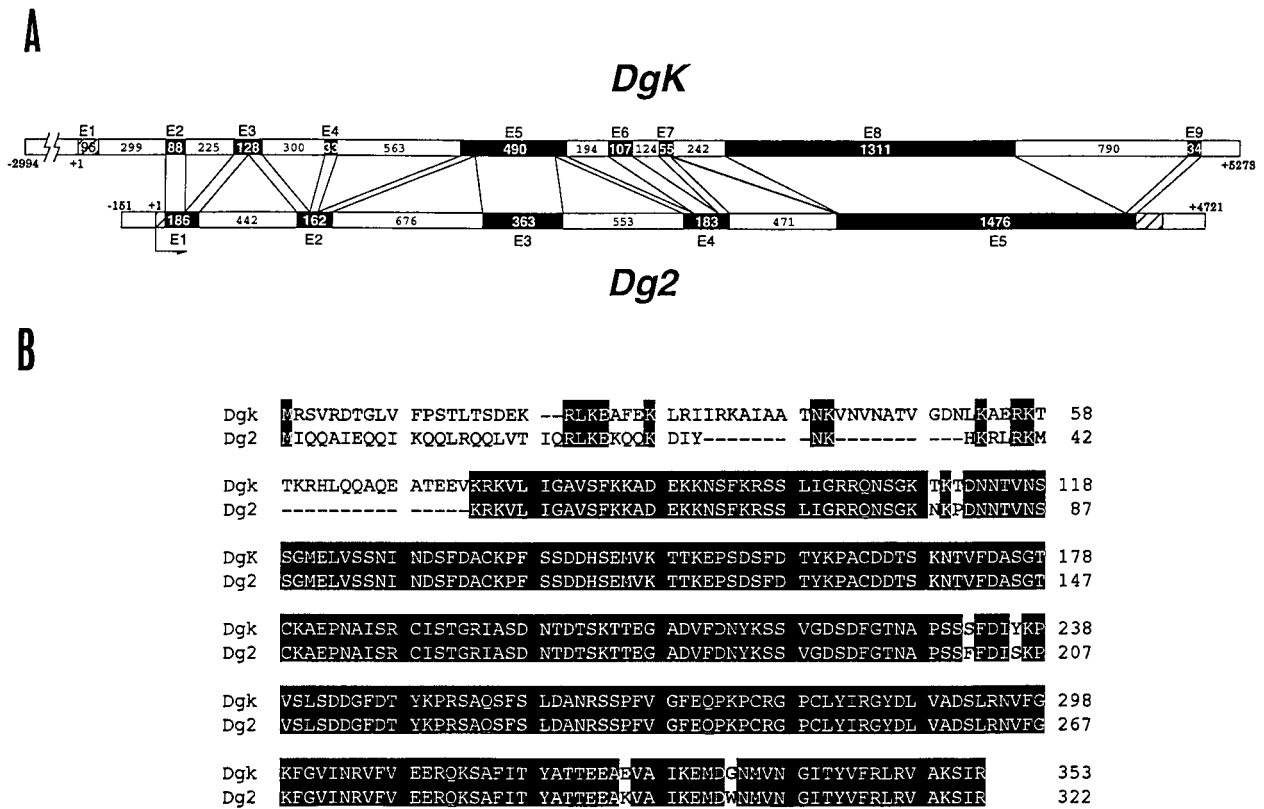 A
DgK
E1 E2 E3 E4 E5 E6 E7 E8 E9
96 299 88 225 128 300 33 563 490 194 107 124 55 242 1311 790 34
-2994 +1 +5273
-151 +1 +4721
186 442 162 676 363 553 183 471 1476
E1 E2 E3 E4 E5
Dg2
B
Dgk MRSVRDTGLV FPSTLTSDEK --RLKEAFEK LRIIRKAIAA TNKVNVNATV GDNLKAERKT 58
Dg2 MIQQAIEQQI KQQLRQQLVT IQRLKEKQQK DIY------- -NK------- ---HKRLRKM 42
Dgk TKRHLQQAQE ATEEVKRKVL IGAVSFKKAD EKKNSFKRSS LIGRRQNSGK TKTDNNTVNS 118
Dg2 ---------- -----KRKVL IGAVSFKKAD EKKNSFKRSS LIGRRQNSGK NKPDNNTVNS 87
DgK SGMELVSSNI NDSFDACKPF SSDDHSEMVK TTKEPSDSFD TYKPACDDTS KNTVFDASGT 178
Dg2 SGMELVSSNI NDSFDACKPF SSDDHSEMVK TTKEPSDSFD TYKPACDDTS KNTVFDASGT 147
Dgk CKAEPNAISR CISTGRIASD NTDTSKTTEG ADVFDNYKSS VGDSDFGTNA PSSSFDIYKP 238
Dg2 CKAEPNAISR CISTGRIASD NTDTSKTTEG ADVFDNYKSS VGDSDFGTNA PSSFFDISKP 207
Dgk VSLSDDGFDT YKPRSAQSFS LDANRSSPFV GFEQPKPCRG PCLYIRGYDL VADSLRNVFG 298
Dg2 VSLSDDGFDT YKPRSAQSFS LDANRSSPFV GFEQPKPCRG PCLYIRGYDL VADSLRNVFG 267
Dgk KFGVINRVFV EERQKSAFIT YATTEEAEVA IKEMDGNMVN GITYVFRLRV AKSIR 353
Dg2 KFGVINRVFV EERQKSAFIT YATTEEAKVA IKEMDWNMVN GITYVFRLRV AKSIR 322